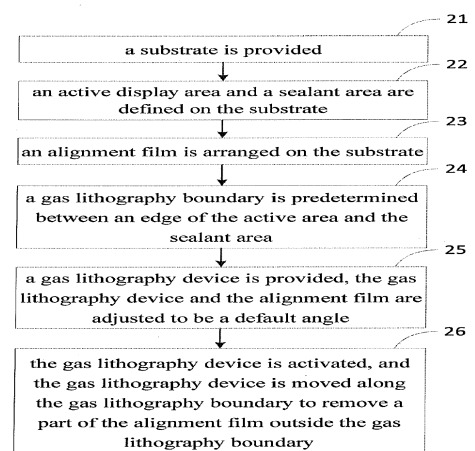 21
a substrate is provided
22
an active display area and a sealant area are
defined on the substrate
23
an alignment film is arranged on the substrate
24
a gas lithography boundary is predetermined
between an edge of the active area and the
sealant area
25
a gas lithography device is provided, the gas
lithography device and the alignment film are
adjusted to be a default angle
26
the gas lithography device is activated, and
the gas lithography device is moved along
the gas lithography boundary to remove a
part of the alignment film outside the gas
lithography boundary